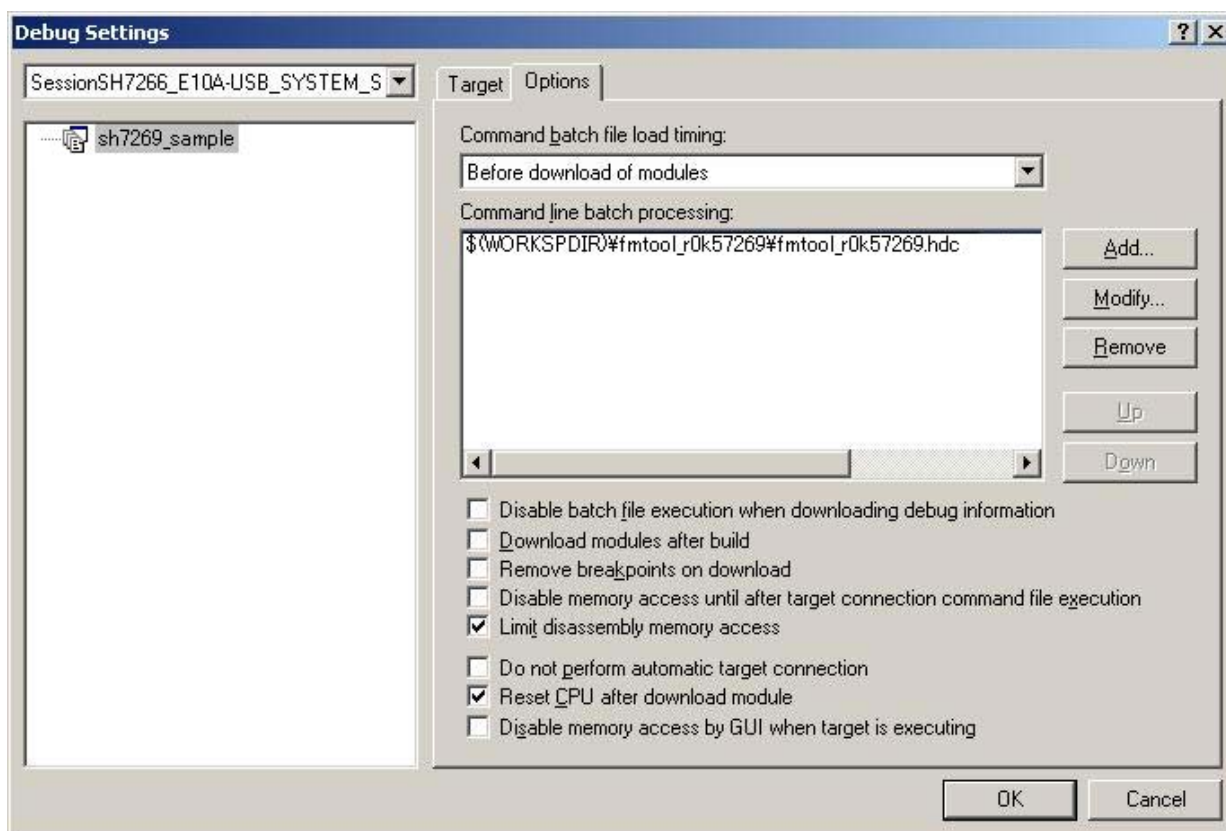 Debug Settings
SessionSH7266_E10A-USB_SYSTEM_S
sh7269_sample
Target
Options
Command batch file load timing:
Before download of modules
Command line batch processing:
$(WORKSPDIR)¥fmtool_r0k57269¥fmtool_r0k57269.hdc
Add...
Modify...
Remove
Up
Down
Disable batch file execution when downloading debug information
Download modules after build
Remove breakpoints on download
Disable memory access until after target connection command file execution
Limit disassembly memory access
Do not perform automatic target connection
Reset CPU after download module
Disable memory access by GUI when target is executing
OK
Cancel